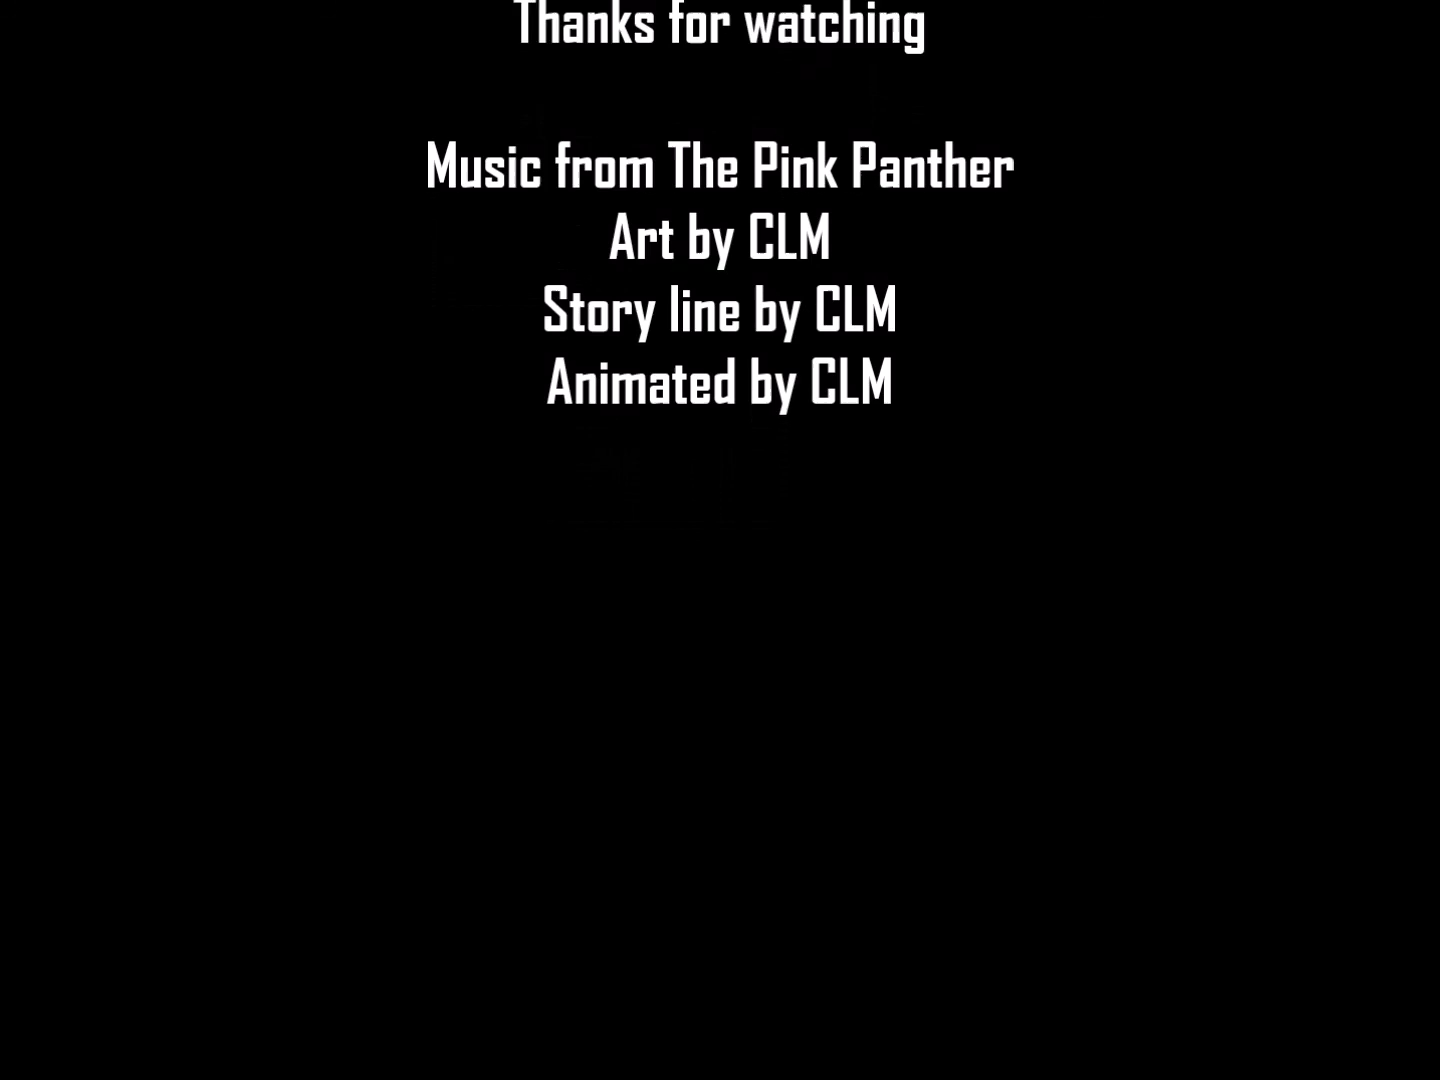 Thanks for watching
Music from The Pink Panther
Art by CLM
Story line by CLM
Animated by CLM